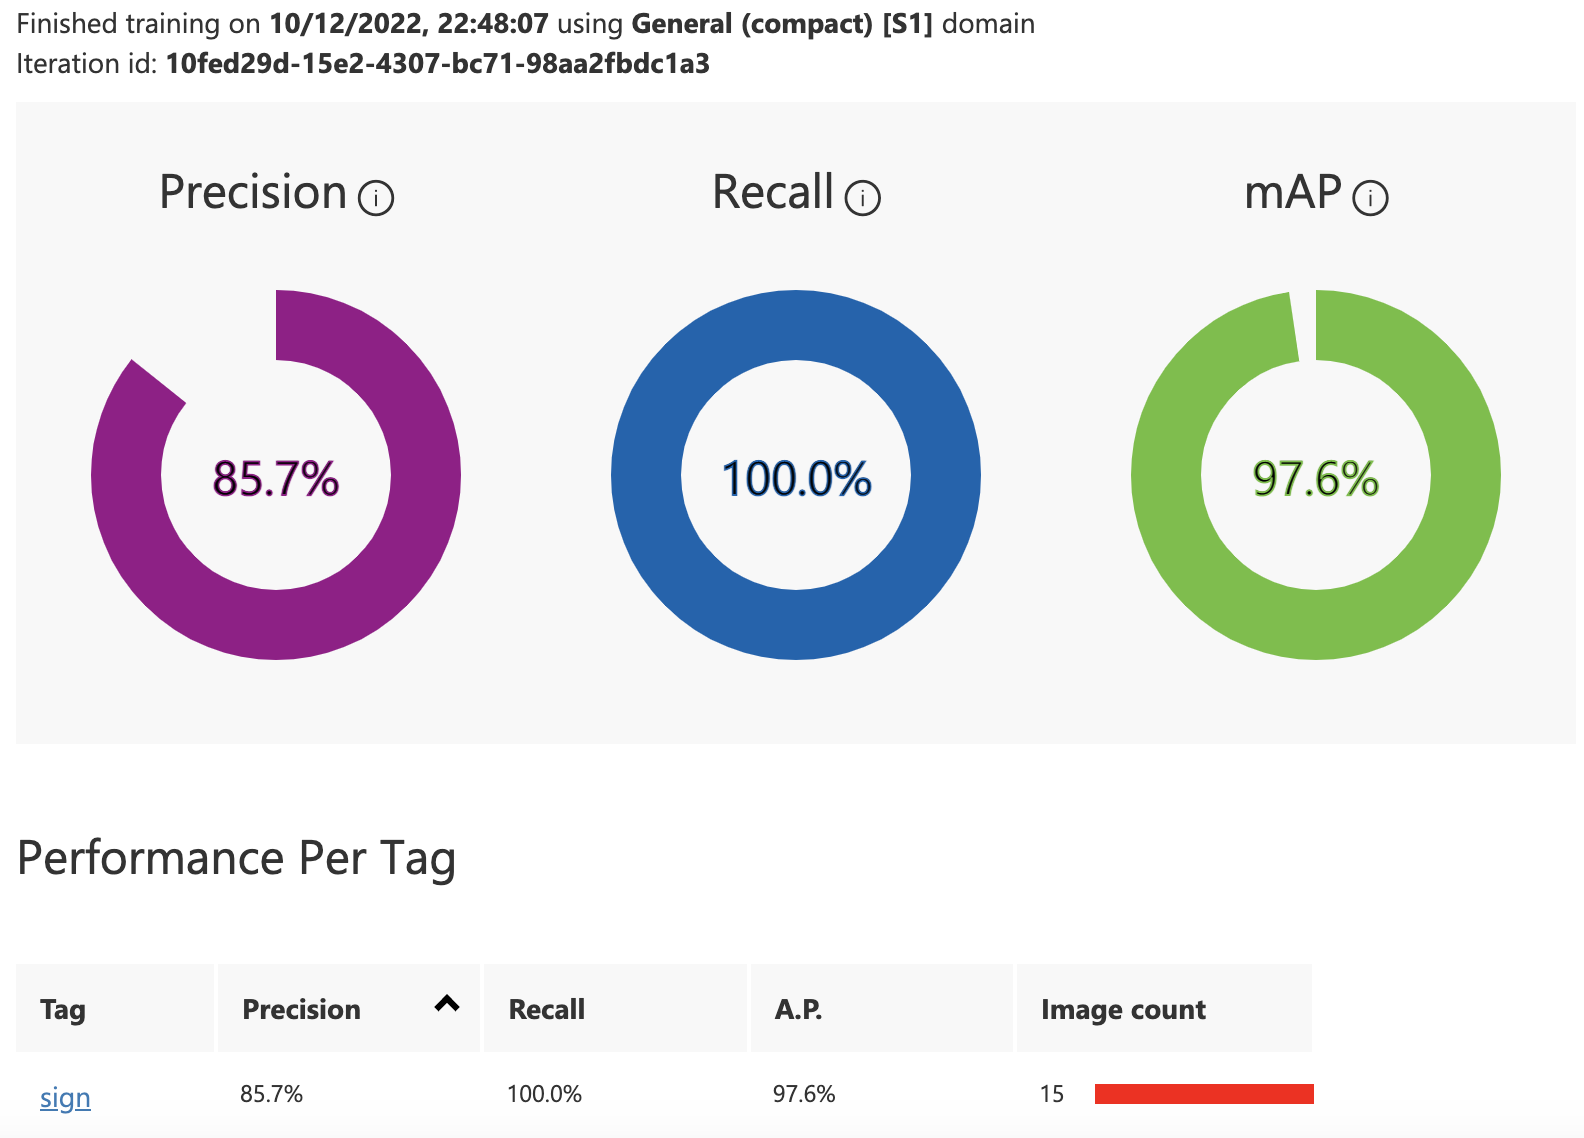 Finished training on 10/12/2022, 22:48:07 using General (compact) [S1] domain
Iteration id: 10fed29d-15e2-4307-bc71-98aa2fbdc1a3
Precision i Recall i mAP i
85.7% 100.0% 97.6%
Performance Per Tag
Tag Precision Recall A.P. Image count
sign 85.7% 100.0% 97.6% 15